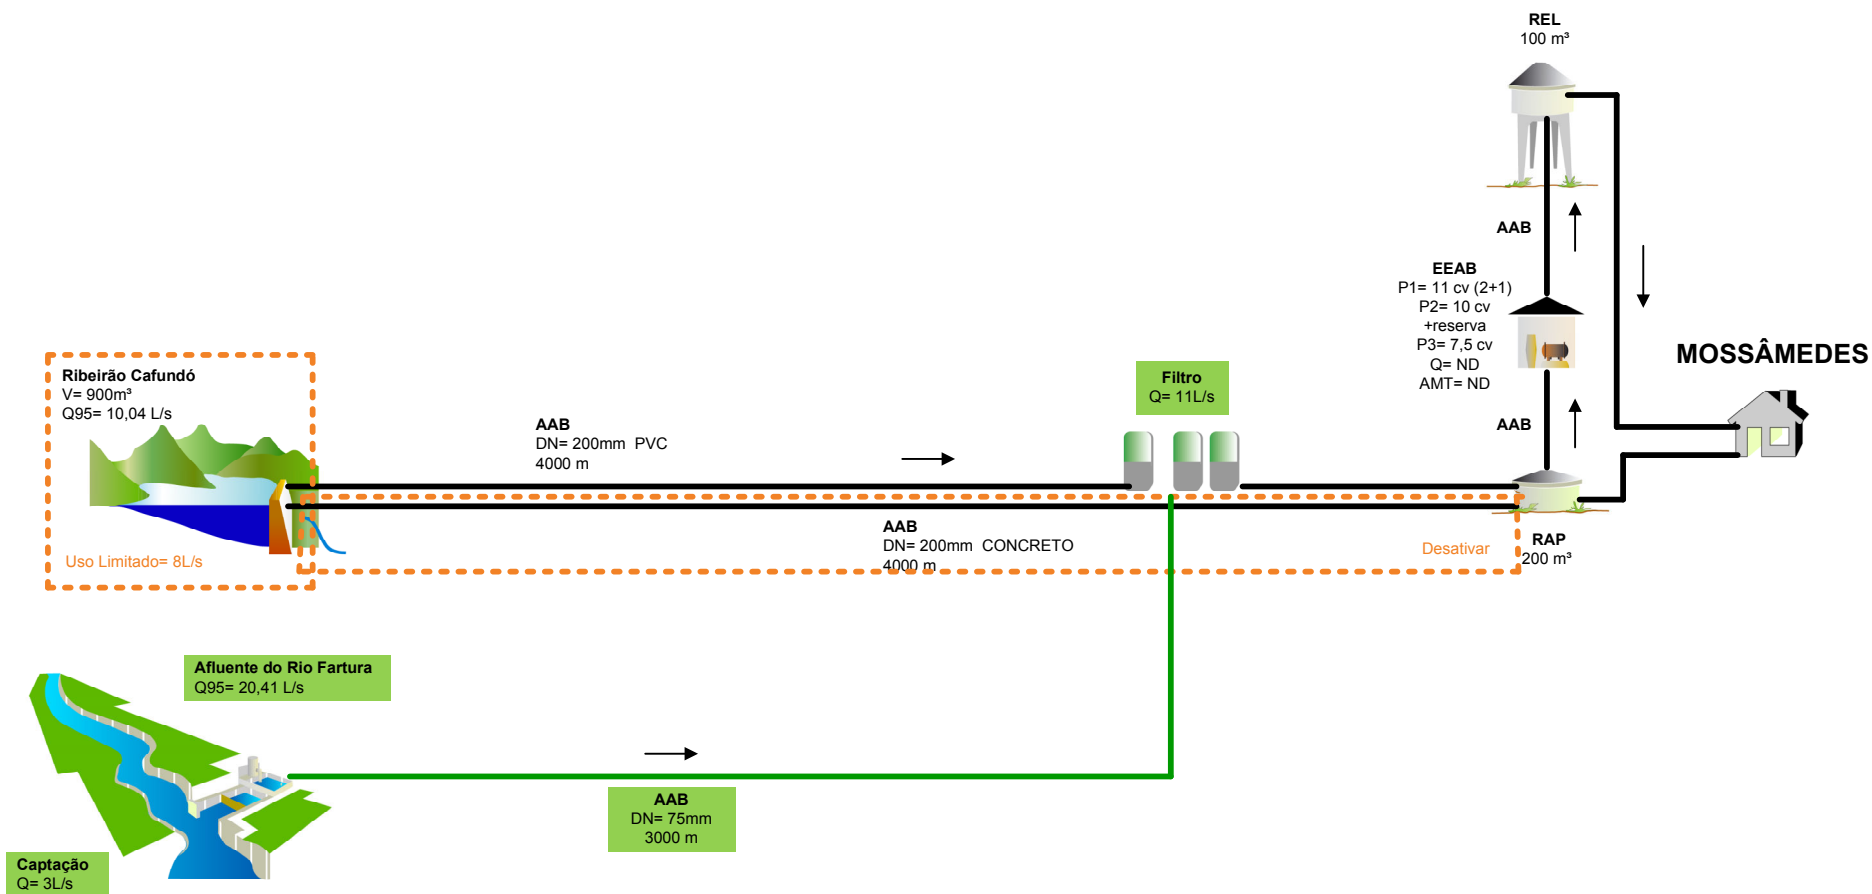 REL
100 m³
AAB
EEAB
P1= 11 cv (2+1)
P2= 10 cv
+reserva
P3= 7,5 cv
Q= ND
AMT= ND
MOSSÂMEDES
Ribeirão Cafundó
V= 900m³
Q95= 10,04 L/s
Filtro
Q= 11L/s
AAB
DN= 200mm  PVC
4000 m
AAB
AAB
DN= 200mm  CONCRETO
4000 m
Desativar
RAP
200 m³
Uso Limitado= 8L/s
Afluente do Rio Fartura
Q95= 20,41 L/s
AAB
DN= 75mm
3000 m
Captação
Q= 3L/s